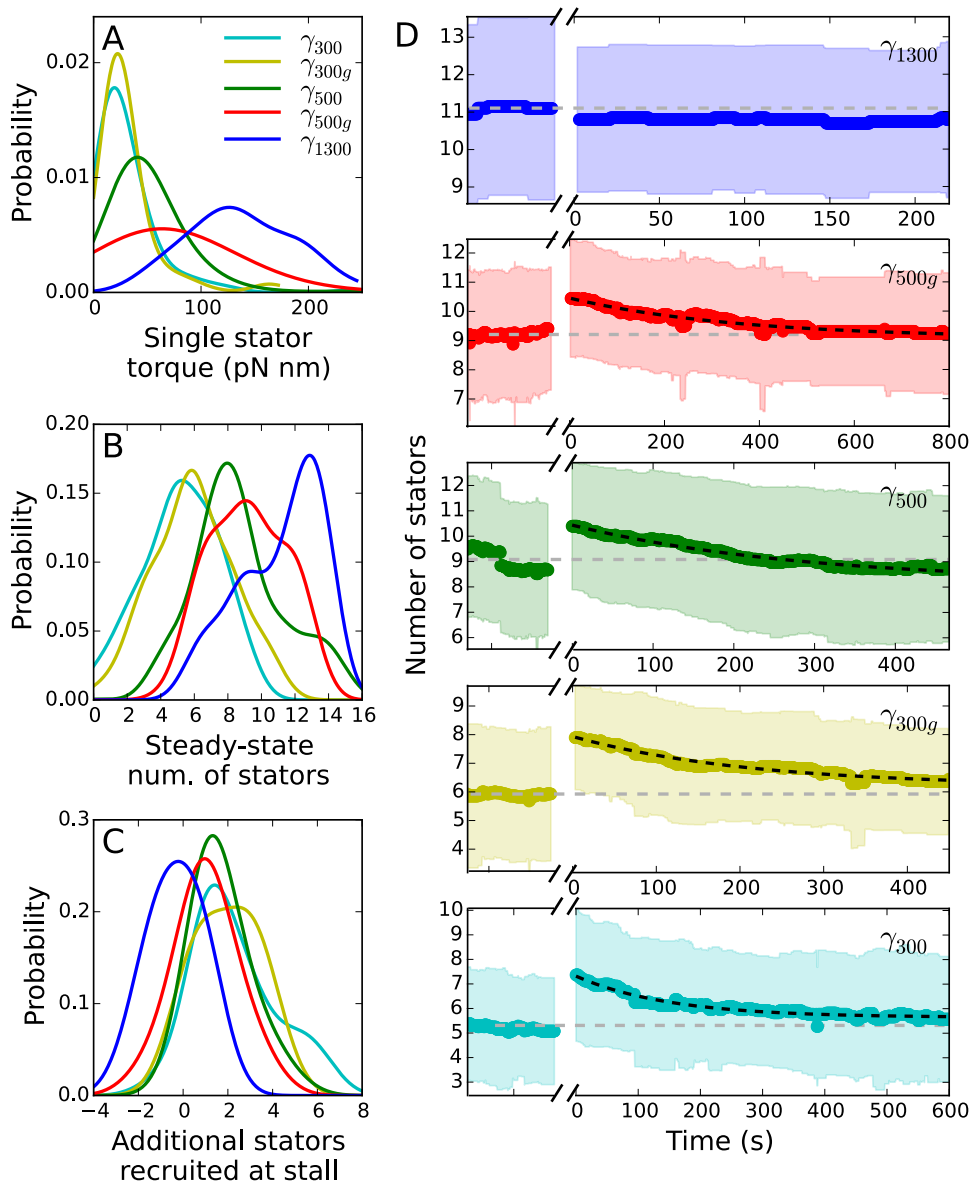 A
γ300
γ300g
γ500
γ500g
γ1300
0.02
0.01
0.00
0 100 200
Probability
Single stator
torque (pN nm)
B
0.20
0.15
0.10
0.05
0.00
0 2 4 6 8 10 12 14 16
Probability
Steady-state
num. of stators
C
0.3
0.2
0.1
0.0
−4 −2 0 2 4 6 8
Probability
Additional stators
recruited at stall
D
Number of stators
γ1300
13
12
11
10
9
0 50 100 150 200
γ500g
12
11
10
9
8
7
0 200 400 600 800
γ500
12
11
10
9
8
7
6
0 100 200 300 400
γ300g
9
8
7
6
5
4
3
0 100 200 300 400
γ300
10
9
8
7
6
5
4
3
0 100 200 300 400 500 600
Time (s)